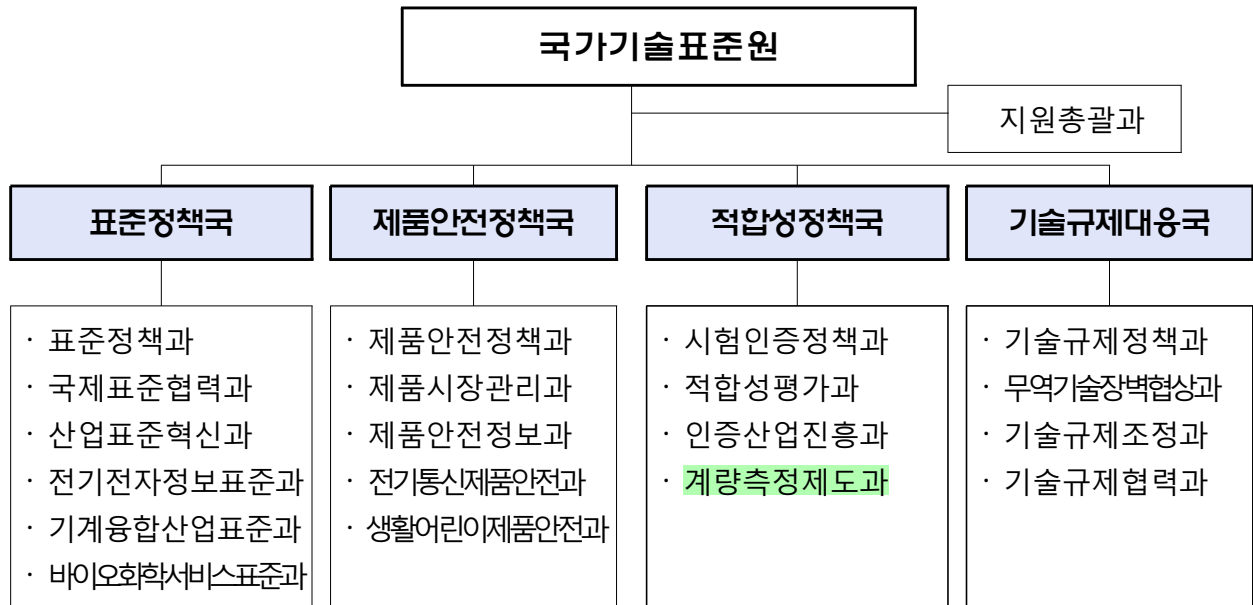 국가기술표준원
지원총괄과
표준정책국
제품안전정책국
적합성정책국
기술규제대응국
· 표준정책과
· 국제표준협력과
· 산업표준혁신과
· 전기전자정보표준과
· 기계융합산업표준과
· 바이오화학서비스표준과
· 제품안전정책과
· 제품시장관리과
· 제품안전정보과
· 전기통신제품안전과
· 생활어린이제품안전과
· 시험인증정책과
· 적합성평가과
· 인증산업진흥과
· 계량측정제도과
· 기술규제정책과
· 무역기술장벽협상과
· 기술규제조정과
· 기술규제협력과